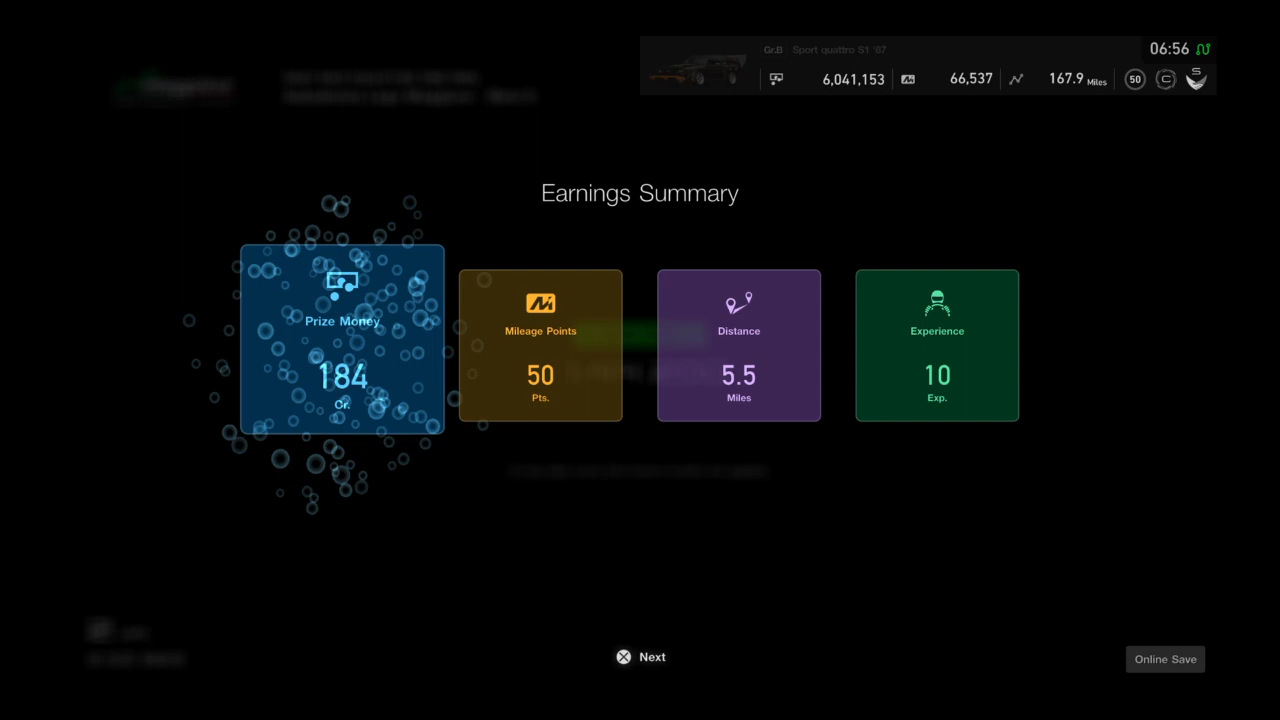 Gr.B Sport quattro S1 '87
06:56
6,041,153
66,537
167.9 Miles
50
C
S
Earnings Summary
Prize Money
184
Cr.
Mileage Points
50
Pts.
Distance
5.5
Miles
Experience
10
Exp.
Next
Online Save